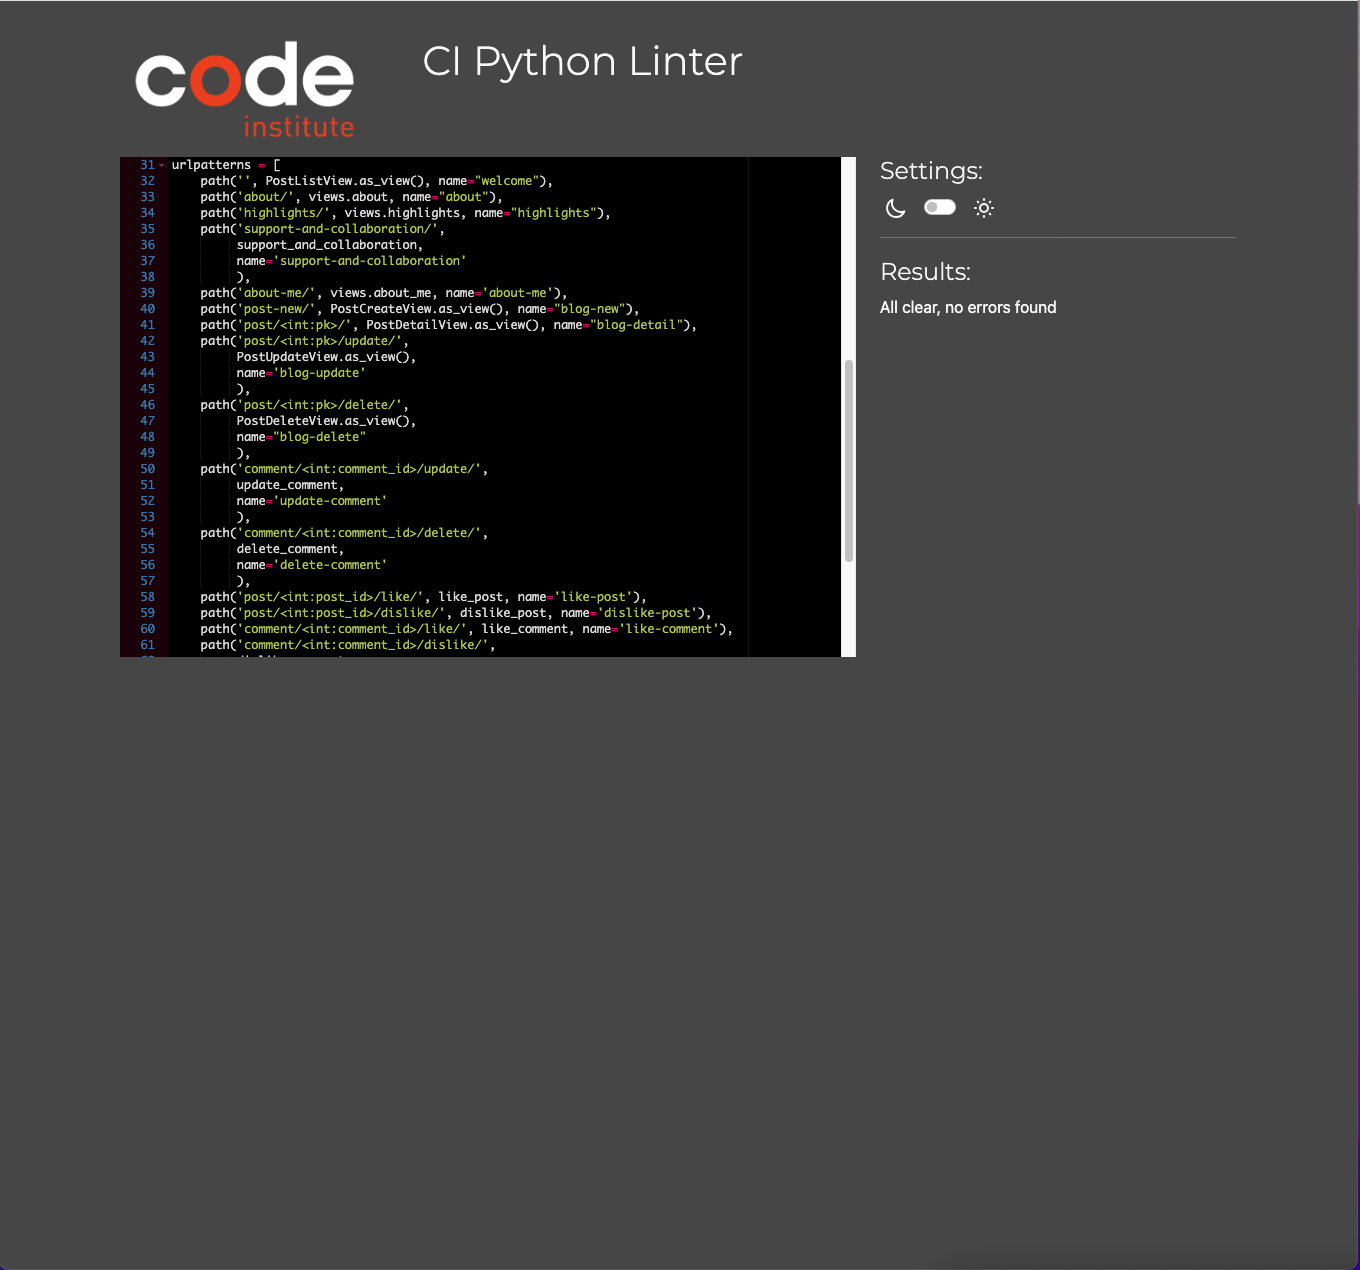 code
institute
CI Python Linter
31 urlpatterns = [
32 path('', PostListView.as_view(), name="welcome"),
33 path('about/', views.about, name="about"),
34 path('highlights/', views.highlights, name="highlights"),
35 path('support-and-collaboration/',
36 support_and_collaboration,
37 name='support-and-collaboration'
38 ),
39 path('about-me/', views.about_me, name='about-me'),
40 path('post-new/', PostCreateView.as_view(), name="blog-new"),
41 path('post/<int:pk>/', PostDetailView.as_view(), name="blog-detail"),
42 path('post/<int:pk>/update/',
43 PostUpdateView.as_view(),
44 name='blog-update'
45 ),
46 path('post/<int:pk>/delete/',
47 PostDeleteView.as_view(),
48 name="blog-delete"
49 ),
50 path('comment/<int:comment_id>/update/',
51 update_comment,
52 name='update-comment'
53 ),
54 path('comment/<int:comment_id>/delete/',
55 delete_comment,
56 name='delete-comment'
57 ),
58 path('post/<int:post_id>/like/', like_post, name='like-post'),
59 path('post/<int:post_id>/dislike/', dislike_post, name='dislike-post'),
60 path('comment/<int:comment_id>/like/', like_comment, name='like-comment'),
61 path('comment/<int:comment_id>/dislike/',
Settings:
Results:
All clear, no errors found